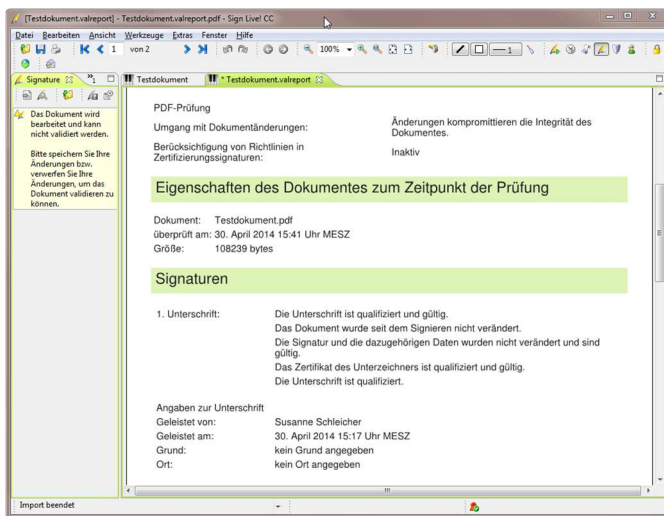 [Testdokument.valreport] - Testdokument.valreport.pdf - Sign Live! CC
Datei Bearbeiten Ansicht Werkzeuge Extras Fenster Hilfe
1 von 2 100%
Signature 1 Testdokument * Testdokument.valreport
Das Dokument wird
bearbeitet und kann
nicht validiert werden.
Bitte speichern Sie Ihre
Änderungen bzw.
verwerfen Sie Ihre
Änderungen, um das
Dokument validieren zu
können.
PDF-Prüfung
Umgang mit Dokumentänderungen: Änderungen kompromittieren die Integrität des
Dokumentes.
Berücksichtigung von Richtlinien in
Zertifizierungssignaturen: Inaktiv
Eigenschaften des Dokumentes zum Zeitpunkt der Prüfung
Dokument: Testdokument.pdf
überprüft am: 30. April 2014 15:41 Uhr MESZ
Größe: 108239 bytes
Signaturen
1. Unterschrift: Die Unterschrift ist qualifiziert und gültig.
Das Dokument wurde seit dem Signieren nicht verändert.
Die Signatur und die dazugehörigen Daten wurden nicht verändert und sind
gültig.
Das Zertifikat des Unterzeichners ist qualifiziert und gültig.
Die Unterschrift ist qualifiziert.
Angaben zur Unterschrift
Geleistet von: Susanne Schleicher
Geleistet am: 30. April 2014 15:17 Uhr MESZ
Grund: kein Grund angegeben
Ort: kein Ort angegeben
Import beendet